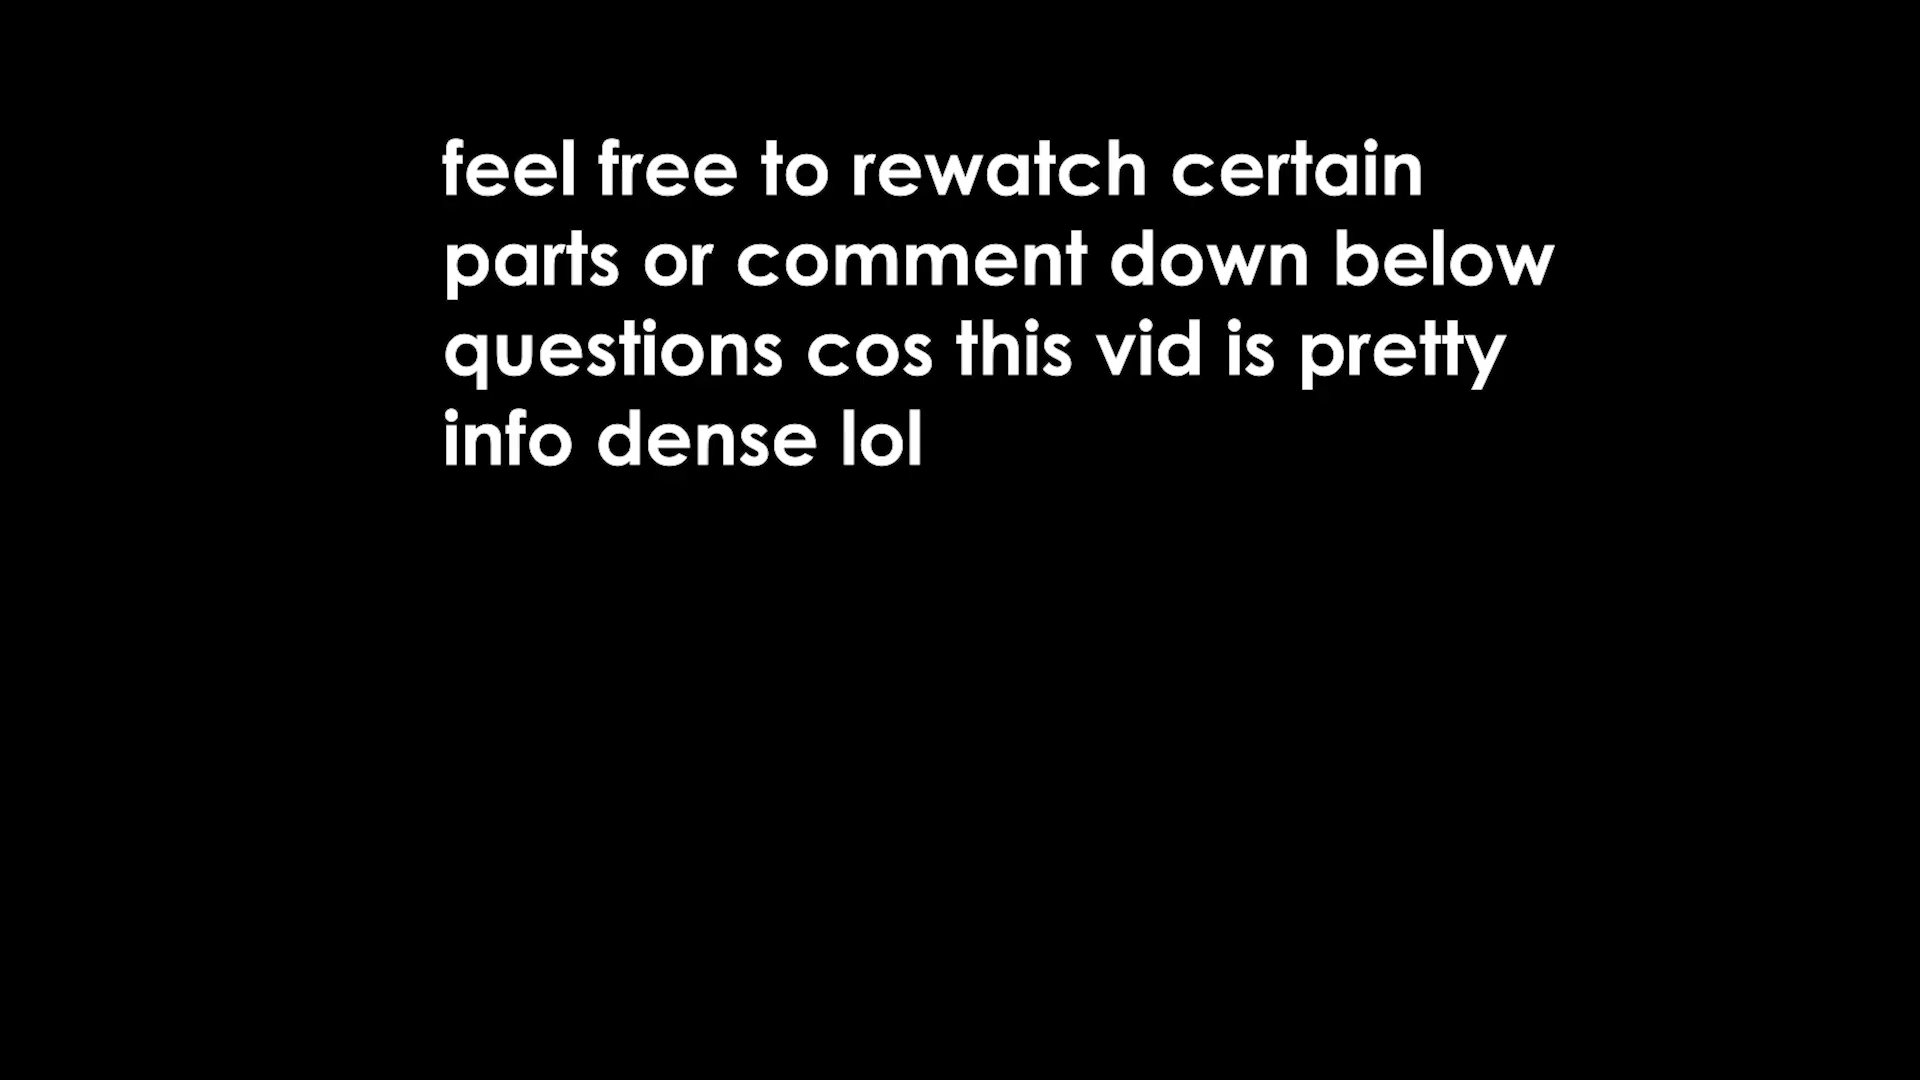 feel free to rewatch certain
parts or comment down below
questions cos this vid is pretty
info dense lol